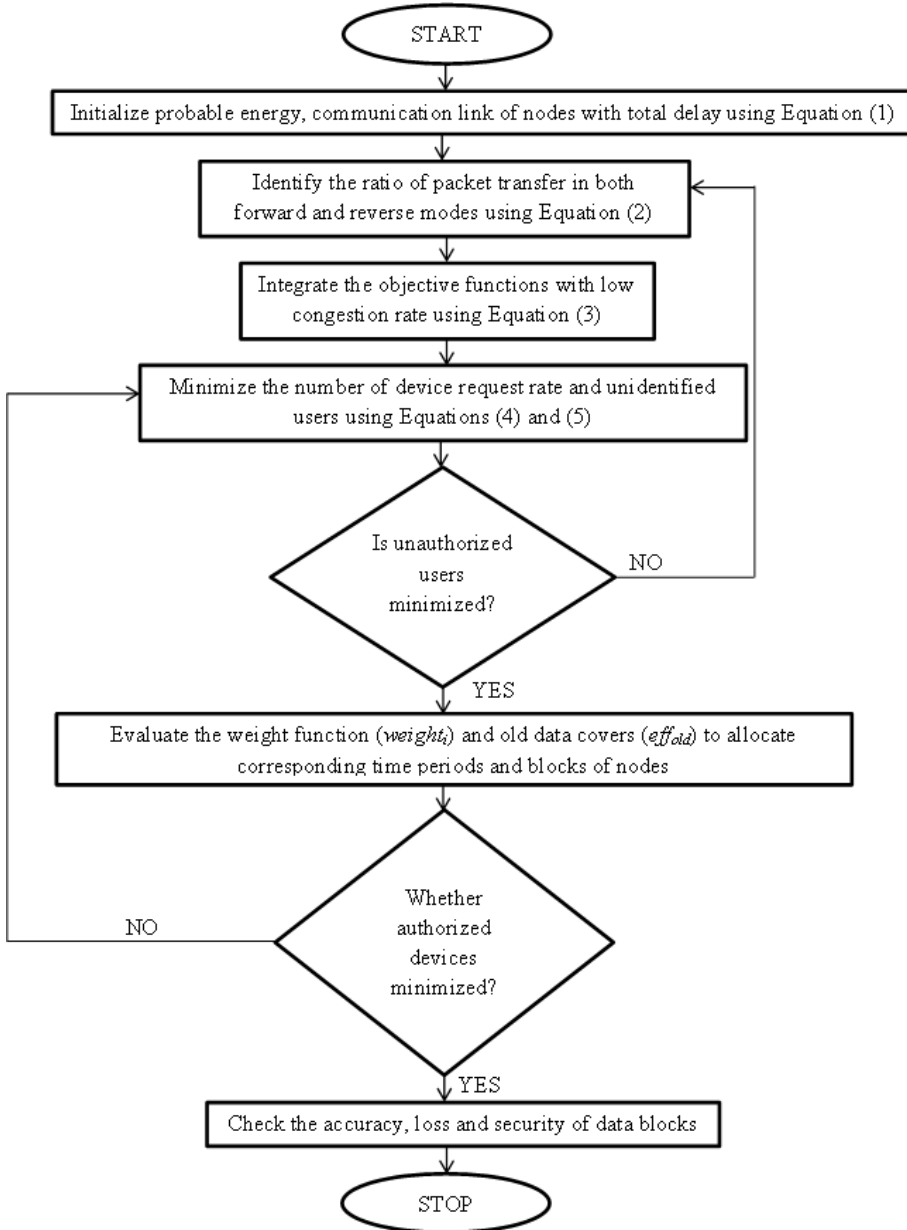 START
Initialize probable energy, communication link of nodes with total delay using Equation (1)
Identify the ratio of packet transfer in both
forward and reverse modes using Equation (2)
Integrate the objective functions with low
congestion rate using Equation (3)
Minimize the number of device request rate and unidentified
users using Equations (4) and (5)
Is unauthorized
users
minimized?
NO
YES
Evaluate the weight function (weightᵢ) and old data covers (eff_old) to allocate
corresponding time periods and blocks of nodes
Whether
authorized
devices
minimized?
NO
YES
Check the accuracy, loss and security of data blocks
STOP